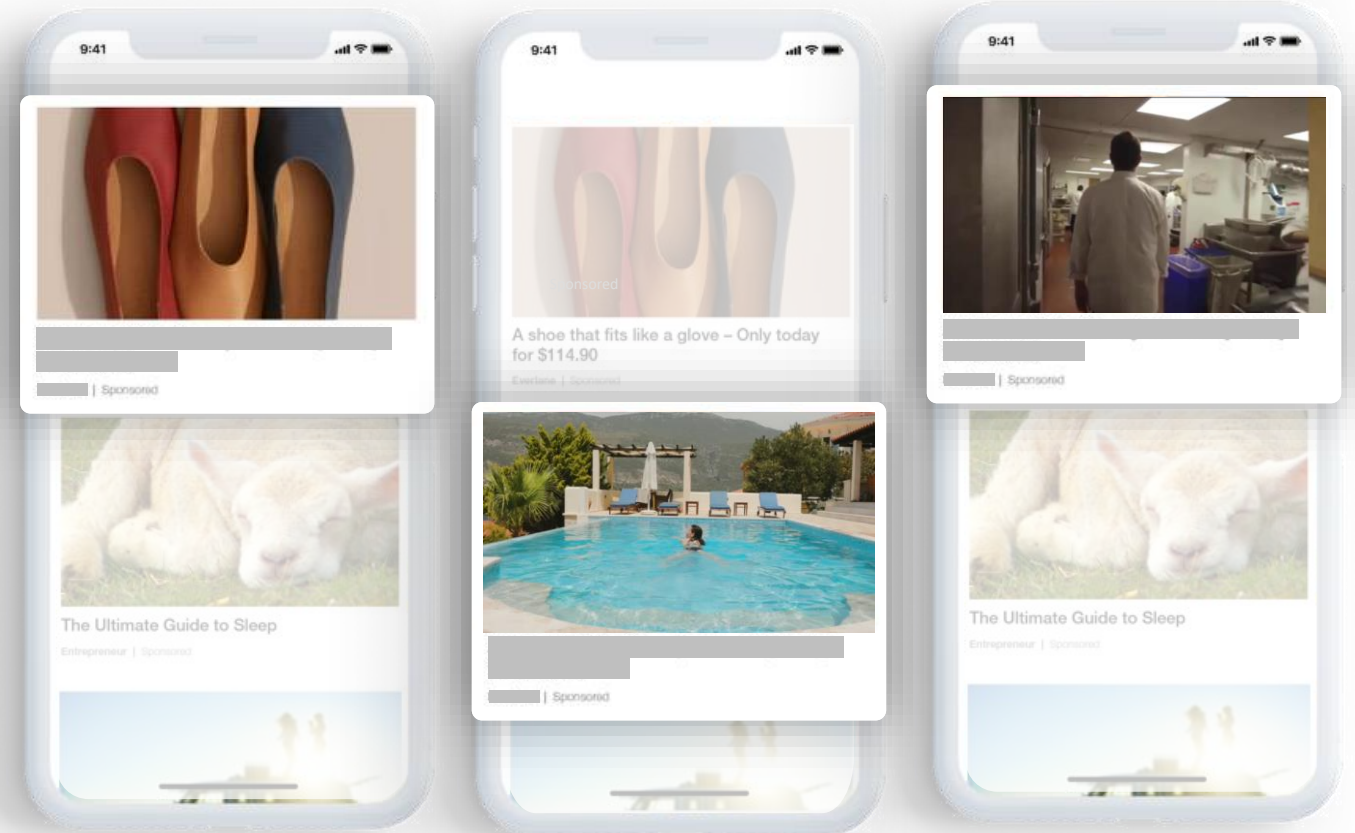 9:41
| Sponsored
The Ultimate Guide to Sleep
Entrepreneur | Sponsored
9:41
onsored
A shoe that fits like a glove – Only today
for $114.90
Everlane | Sponsored
| Sponsored
9:41
| Sponsored
The Ultimate Guide to Sleep
Entrepreneur | Sponsored